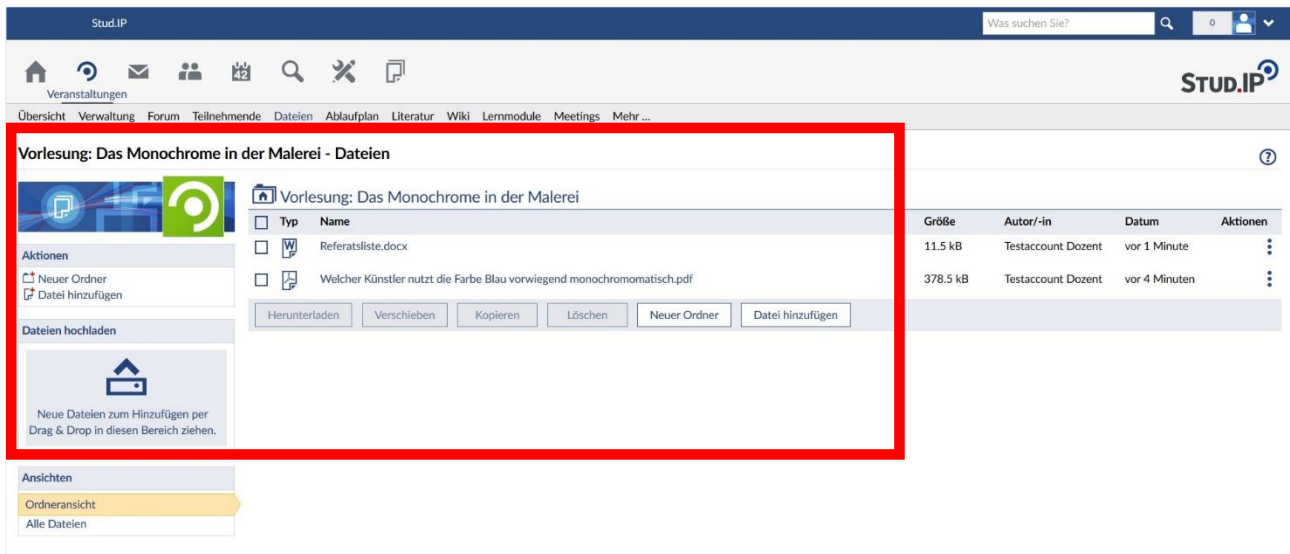 Stud.IP
Was suchen Sie?
0
42
Veranstaltungen
STUD.IP
Übersicht Verwaltung Forum Teilnehmende Dateien Ablaufplan Literatur Wiki Lernmodule Meetings Mehr ...
Vorlesung: Das Monochrome in der Malerei - Dateien
?
Vorlesung: Das Monochrome in der Malerei
Typ Name Größe Autor/-in Datum Aktionen
W Referatsliste.docx 11.5 kB Testaccount Dozent vor 1 Minute
Welcher Künstler nutzt die Farbe Blau vorwiegend monochromomatisch.pdf 378.5 kB Testaccount Dozent vor 4 Minuten
Herunterladen Verschieben Kopieren Löschen Neuer Ordner Datei hinzufügen
Aktionen
Neuer Ordner
Datei hinzufügen
Dateien hochladen
Neue Dateien zum Hinzufügen per
Drag & Drop in diesen Bereich ziehen.
Ansichten
Ordneransicht
Alle Dateien